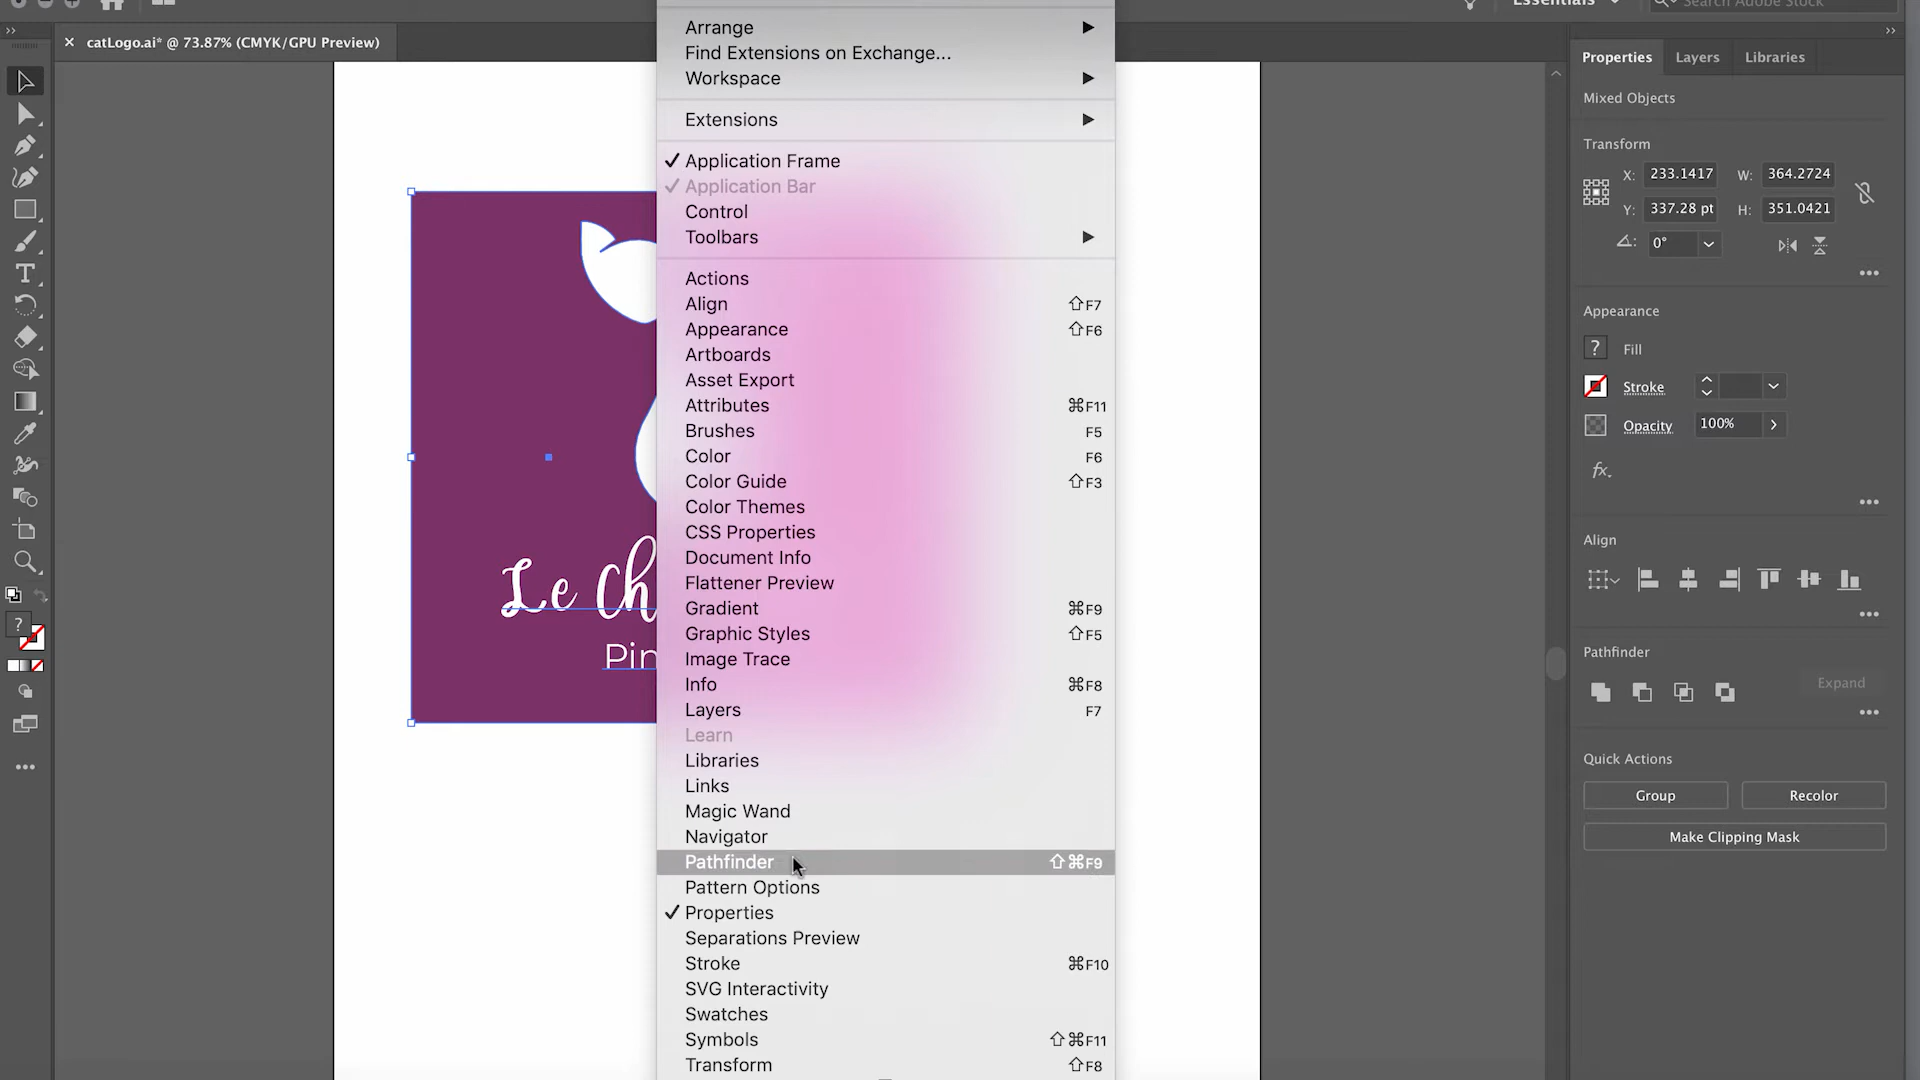 Essentials
Search Adobe Stock
catLogo.ai* @ 73.87% (CMYK/GPU Preview)
Arrange
Find Extensions on Exchange...
Workspace
Extensions
Application Frame
Application Bar
Control
Toolbars
Actions
Align ⇧F7
Appearance ⇧F6
Artboards
Asset Export
Attributes ⌘F11
Brushes F5
Color F6
Color Guide ⇧F3
Color Themes
CSS Properties
Document Info
Flattener Preview
Gradient ⌘F9
Graphic Styles ⇧F5
Image Trace
Info ⌘F8
Layers F7
Learn
Libraries
Links
Magic Wand
Navigator
Pathfinder ⇧⌘F9
Pattern Options
Properties
Separations Preview
Stroke ⌘F10
SVG Interactivity
Swatches
Symbols ⇧⌘F11
Transform ⇧F8
Le Ch
Pin
Properties Layers Libraries
Mixed Objects
Transform
X: 233.1417 W: 364.2724
Y: 337.28 pt H: 351.0421
0°
Appearance
? Fill
Stroke
Opacity 100%
fx.
Align
Pathfinder
Expand
Quick Actions
Group Recolor
Make Clipping Mask